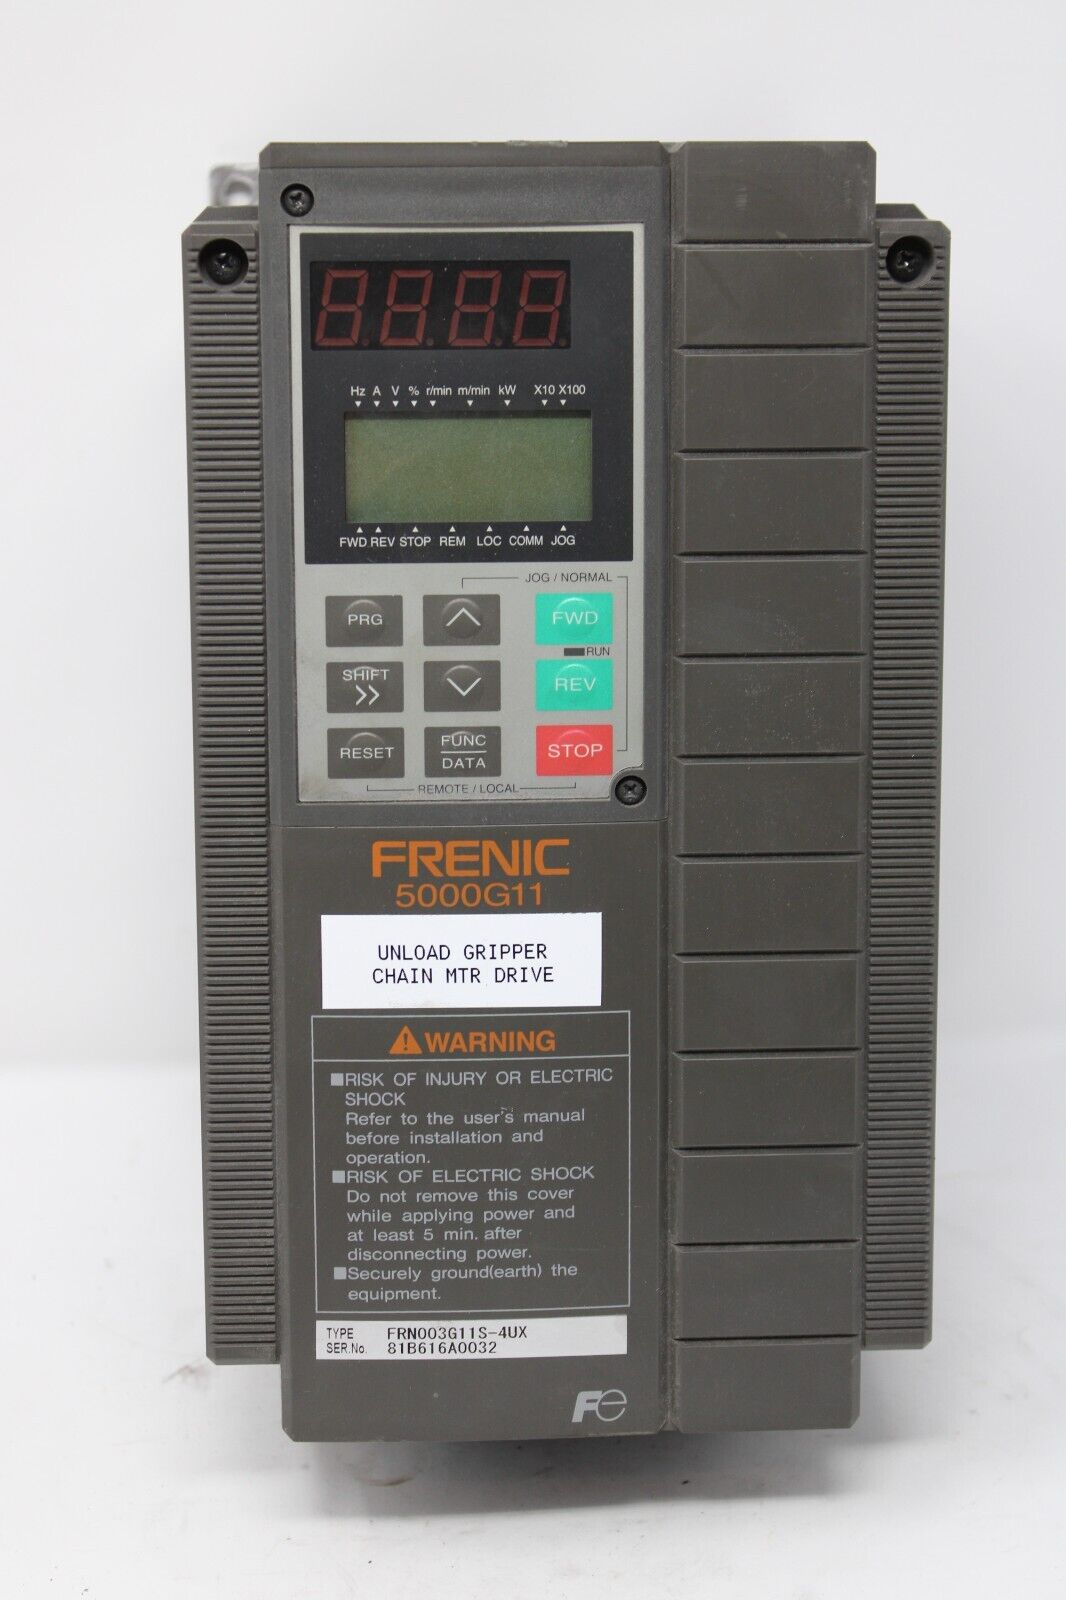 8.8.8.8.
Hz A V % r/min m/min kW X10 X100
FWD REV STOP REM LOC COMM JOG
JOG / NORMAL
PRG
FWD
RUN
SHIFT
>>
REV
RESET
FUNC
DATA
STOP
REMOTE / LOCAL
FRENIC
5000G11
UNLOAD GRIPPER
CHAIN MTR DRIVE
WARNING
■RISK OF INJURY OR ELECTRIC
SHOCK
Refer to the user's manual
before installation and
operation.
■RISK OF ELECTRIC SHOCK
Do not remove this cover
while applying power and
at least 5 min. after
disconnecting power.
■Securely ground(earth) the
equipment.
TYPE FRN003G11S-4UX
SER.No. 81B616A0032
Fe